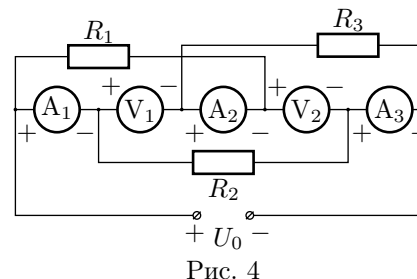 R₁ R₃
+ − + −
A₁ V₁ A₂ V₂ A₃
+ − + − + −
R₂
+ U₀ −
Рис. 4